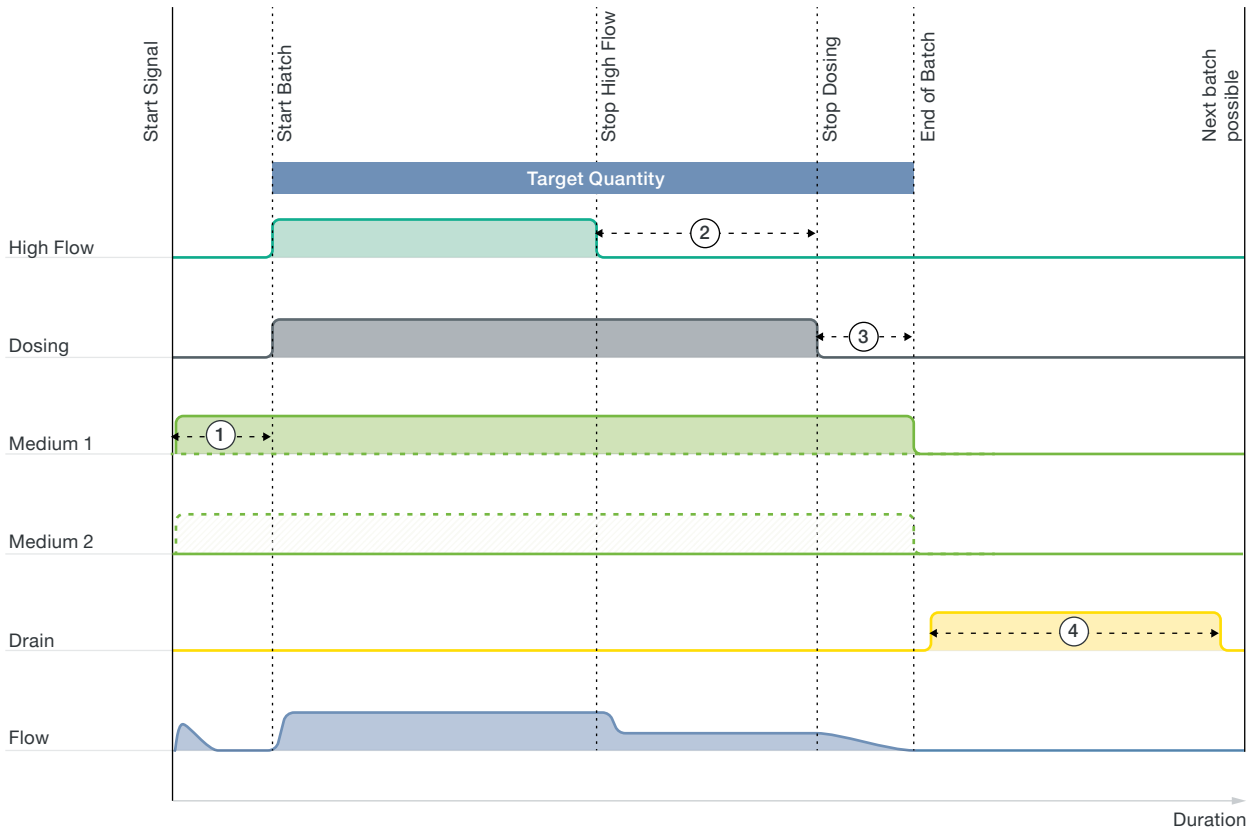 Start Signal
Start Batch
Stop High Flow
Stop Dosing
End of Batch
Next batch
possible
Target Quantity
High Flow
2
Dosing
3
Medium 1
1
Medium 2
Drain
4
Flow
Duration